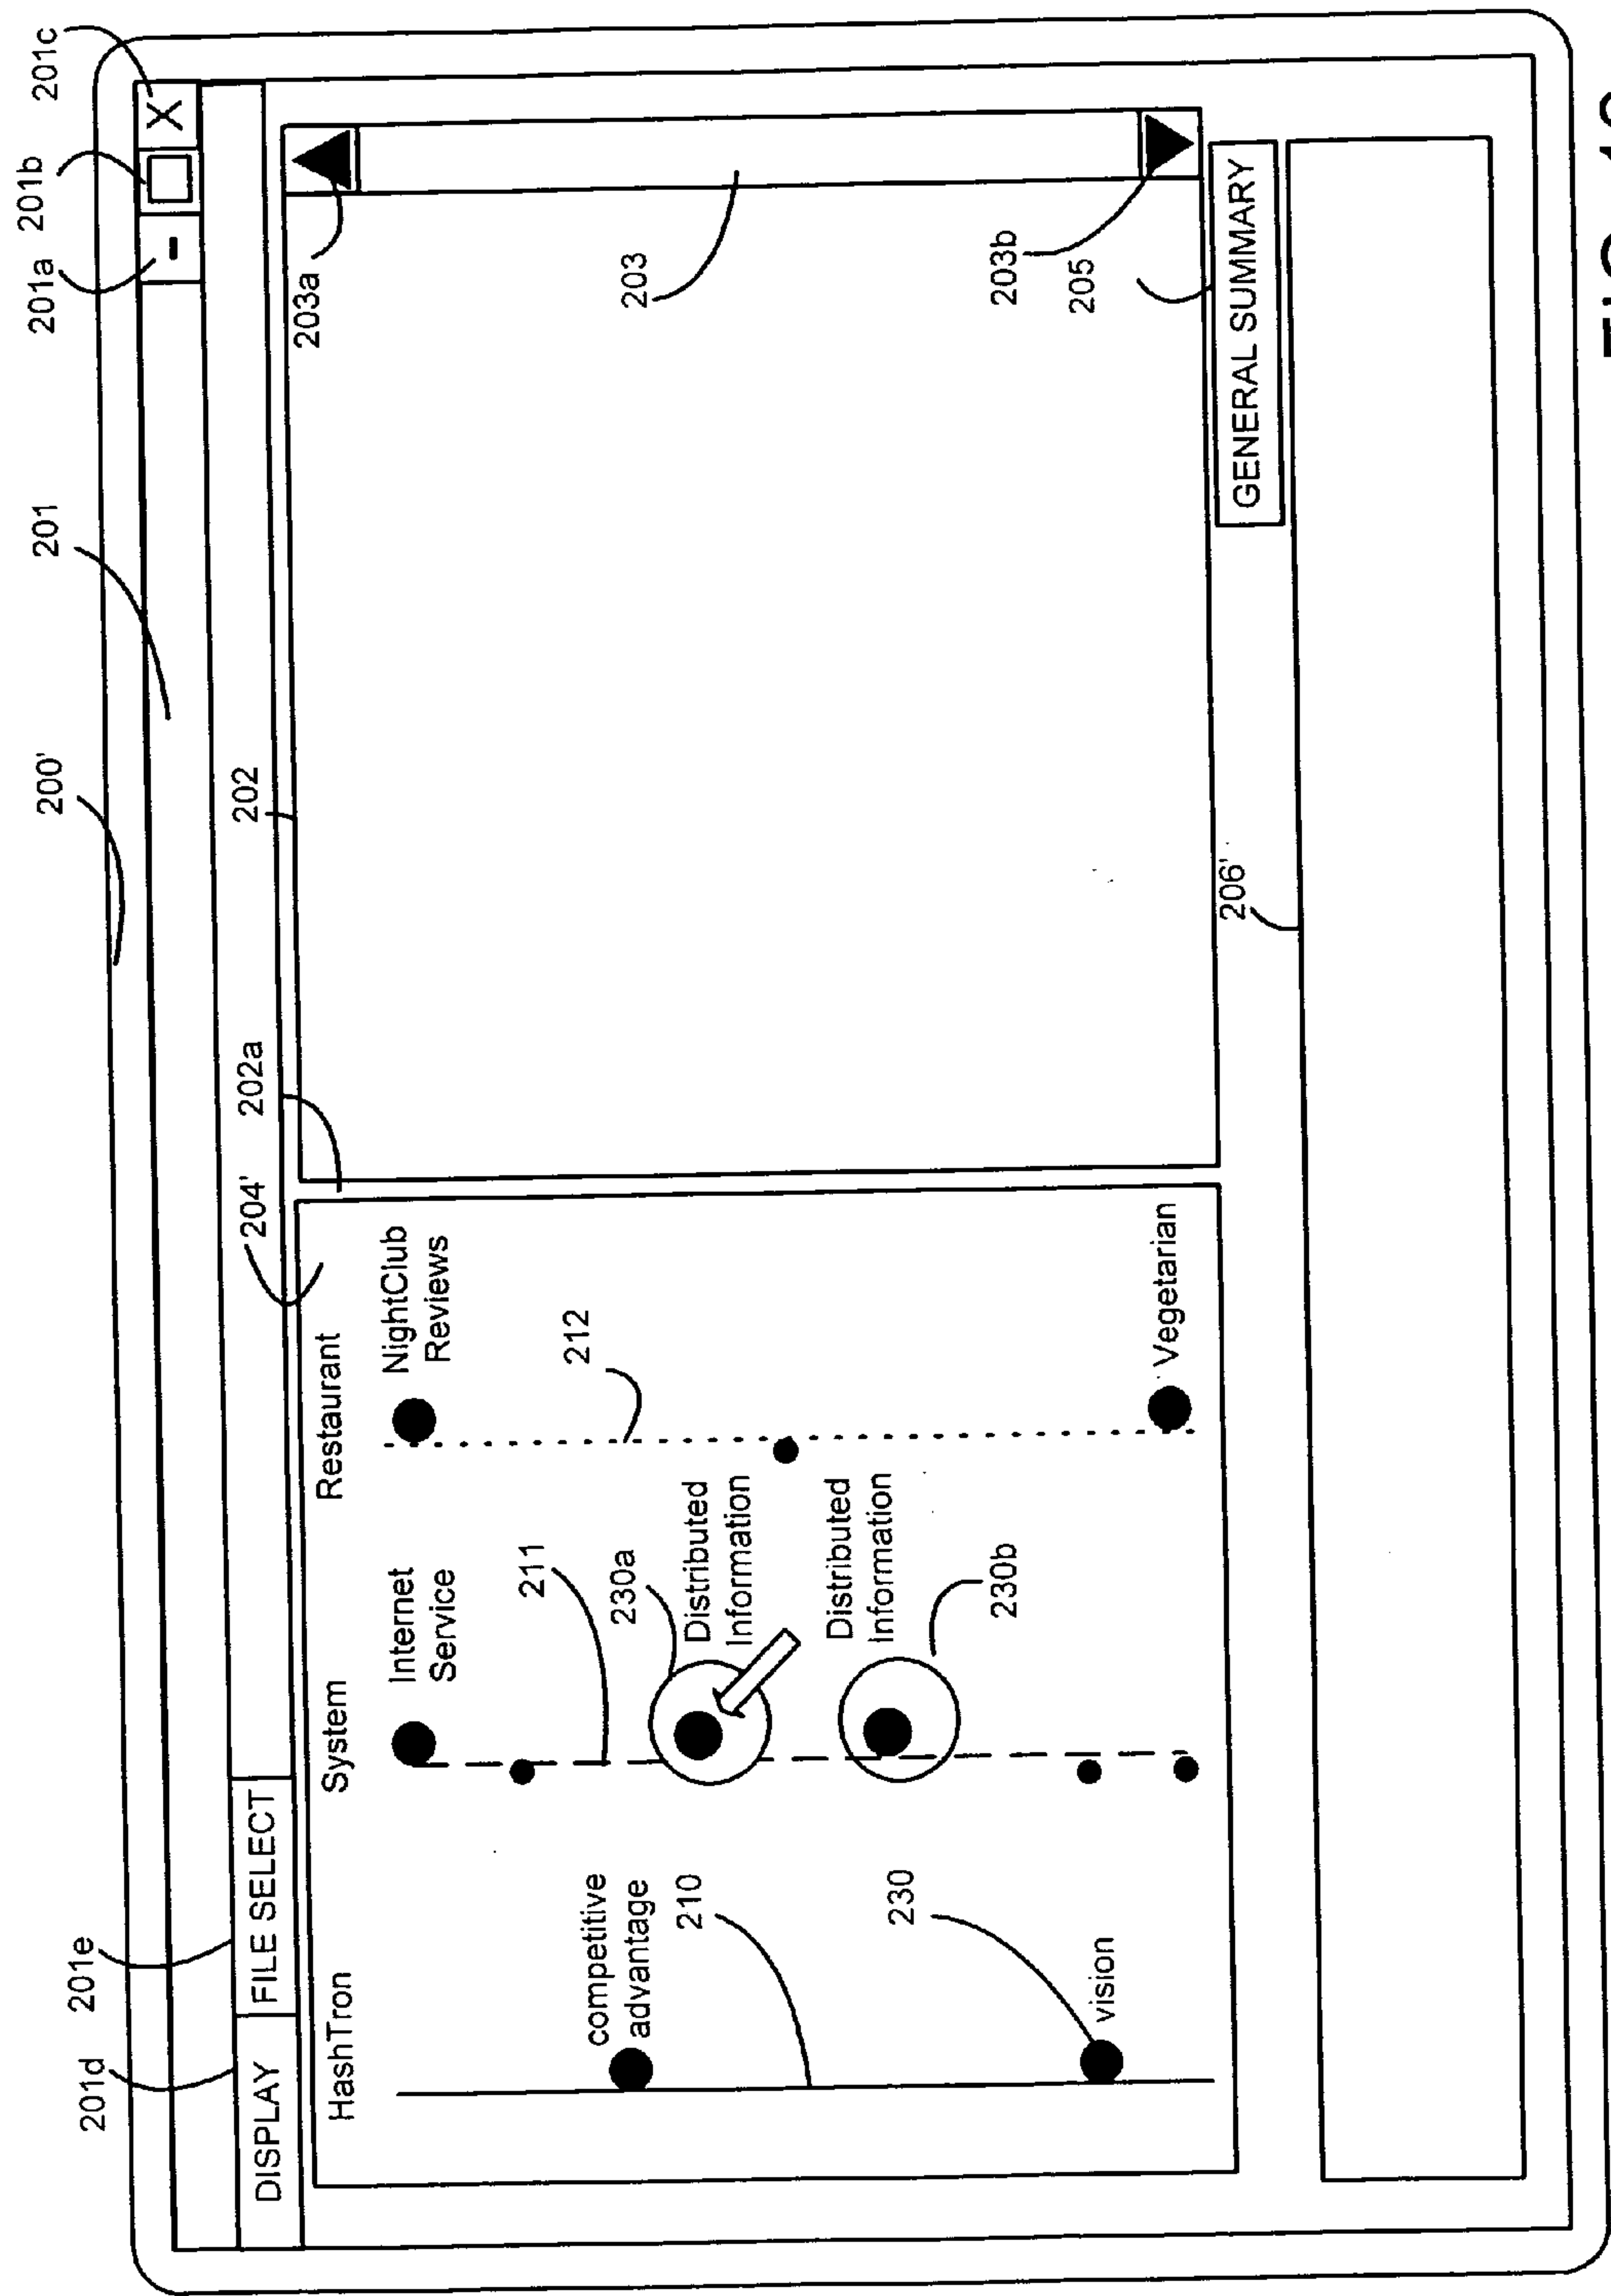 200'
201
201a
201b
201c
201d
201e
DISPLAY
FILE SELECT
204'
202a
202
HashTron
System
Restaurant
Internet
Service
NightClub
Reviews
203a
211
212
competitive
advantage
230a
Distributed
Information
203
210
Distributed
Information
230
230b
203b
vision
Vegetarian
205
206'
GENERAL SUMMARY